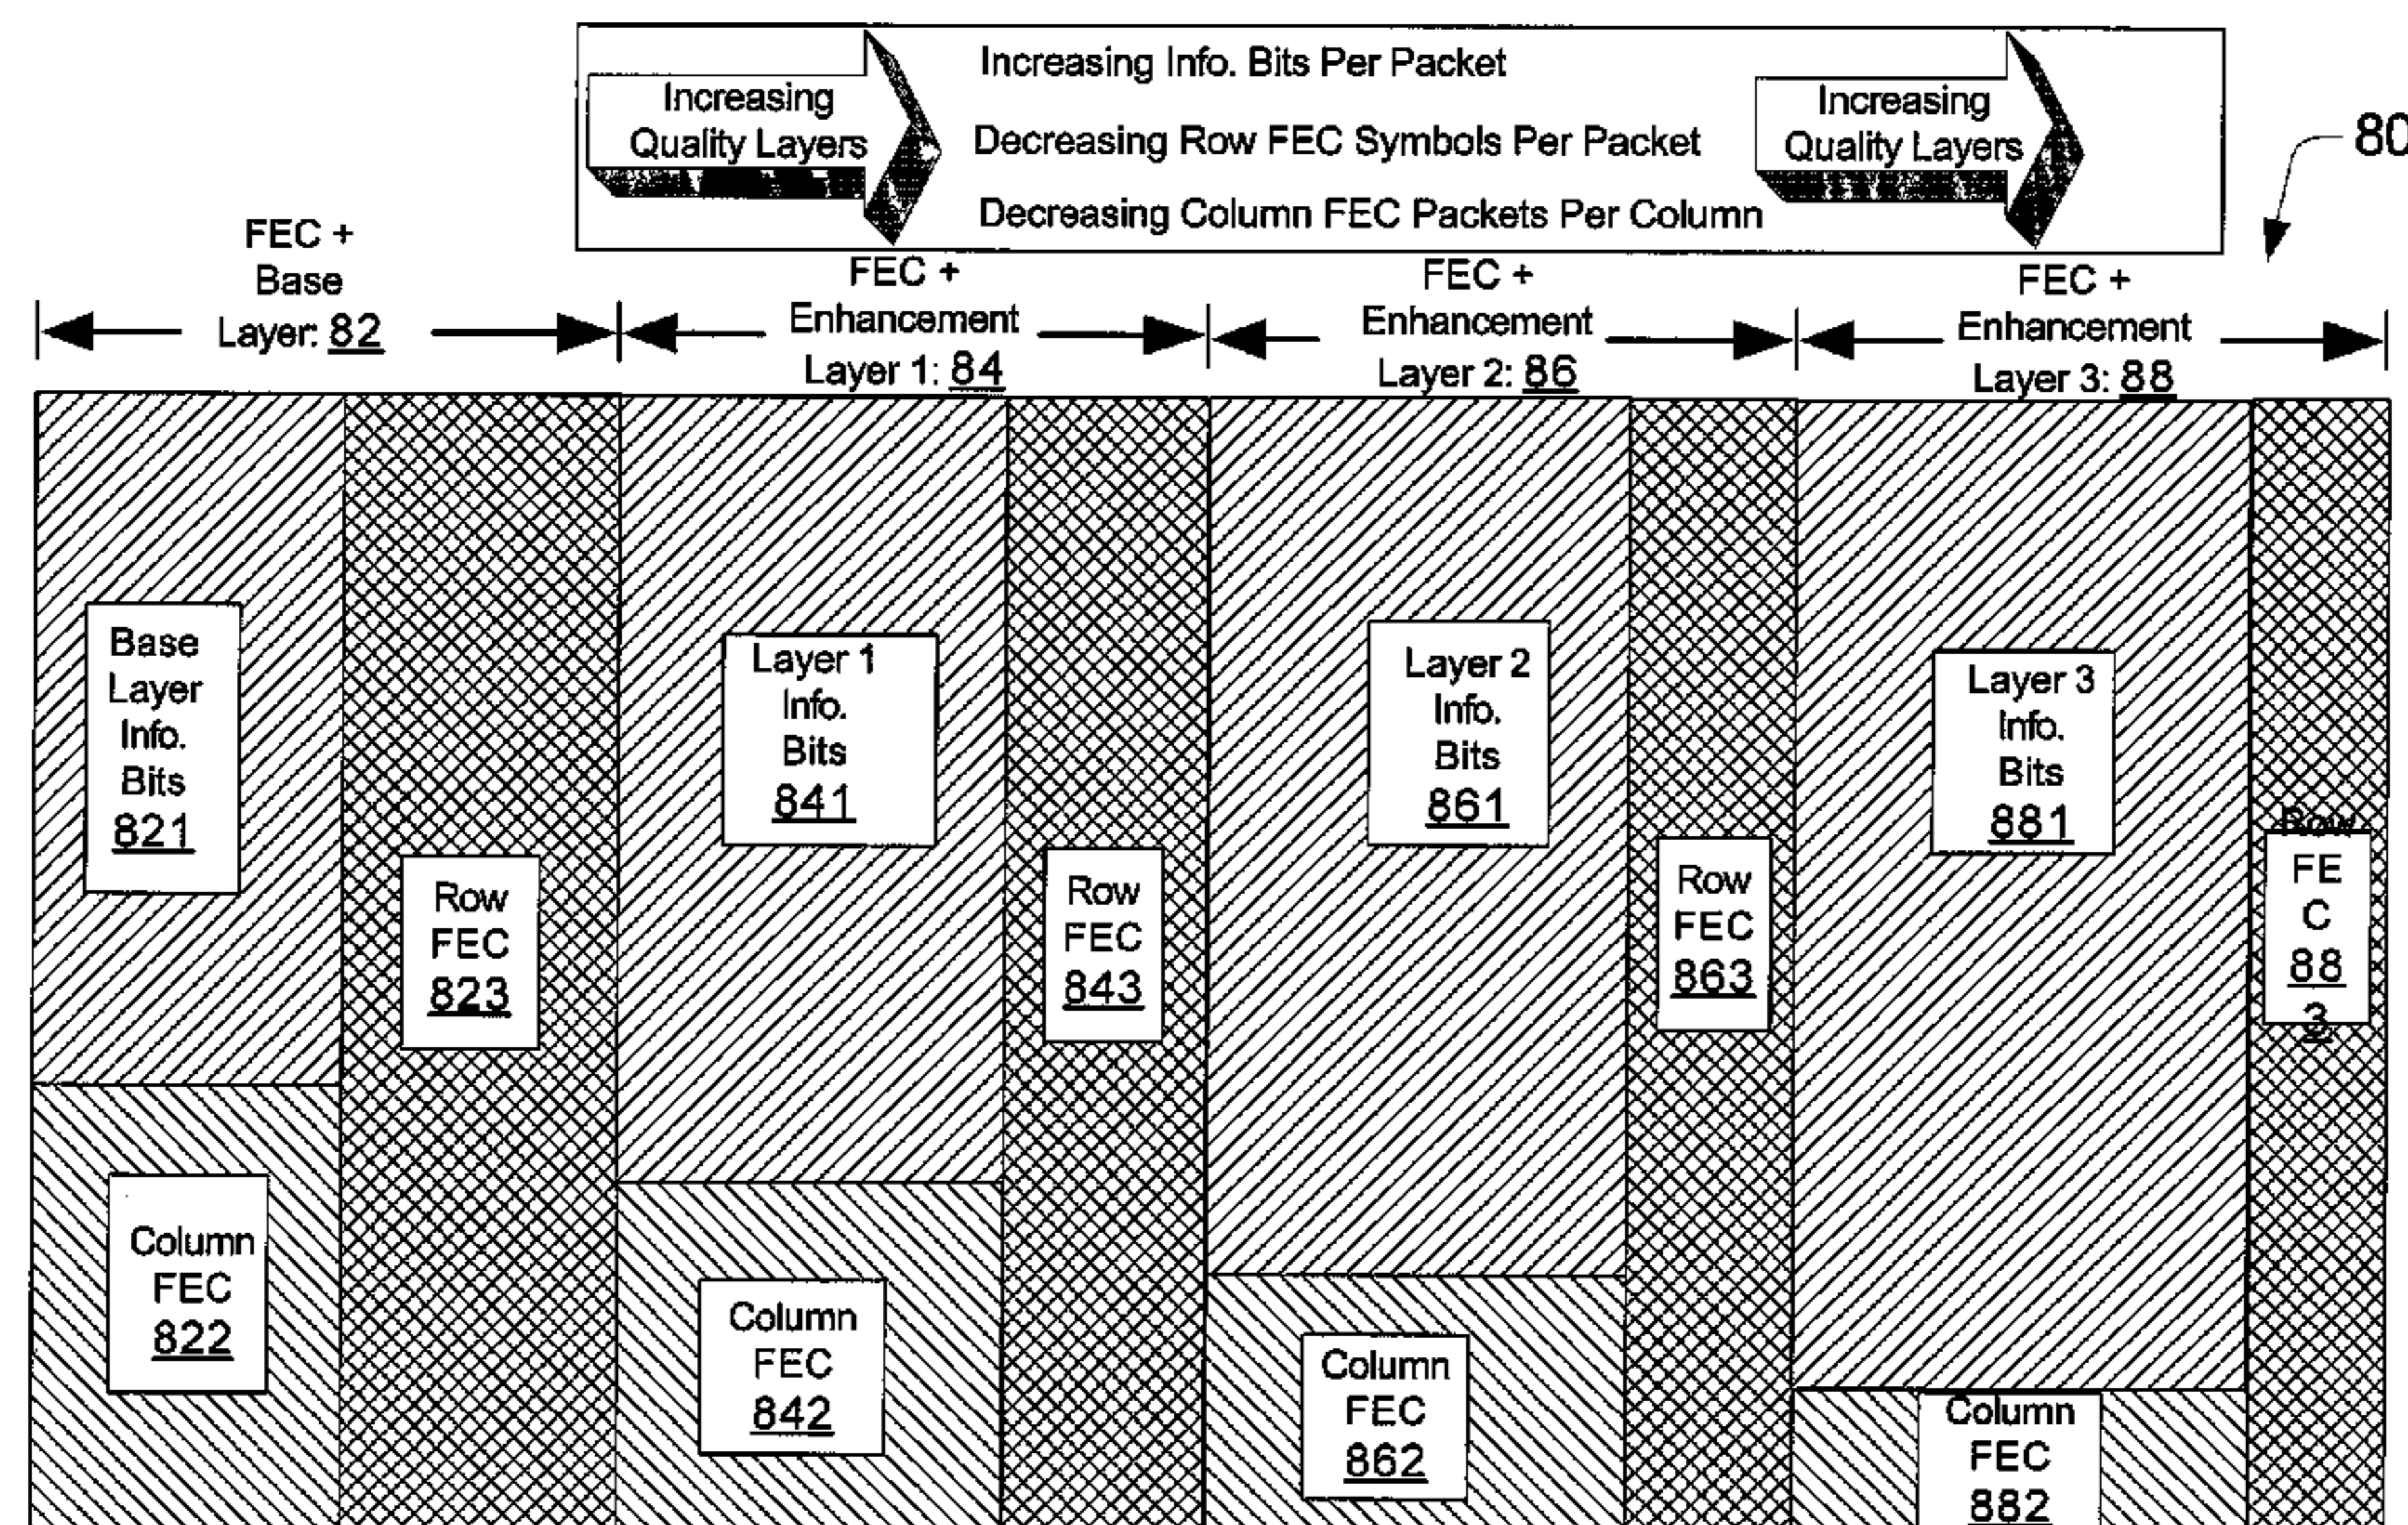 Increasing Info. Bits Per Packet
Increasing
Quality Layers
Decreasing Row FEC Symbols Per Packet
Decreasing Column FEC Packets Per Column
Increasing
Quality Layers
80
FEC +
Base
Layer: 82
FEC +
Enhancement
Layer 1: 84
FEC +
Enhancement
Layer 2: 86
FEC +
Enhancement
Layer 3: 88
Base
Layer
Info.
Bits
821
Row
FEC
823
Layer 1
Info.
Bits
841
Row
FEC
843
Layer 2
Info.
Bits
861
Row
FEC
863
Layer 3
Info.
Bits
881
Row
FE
C
88
3
Column
FEC
822
Column
FEC
842
Column
FEC
862
Column
FEC
882